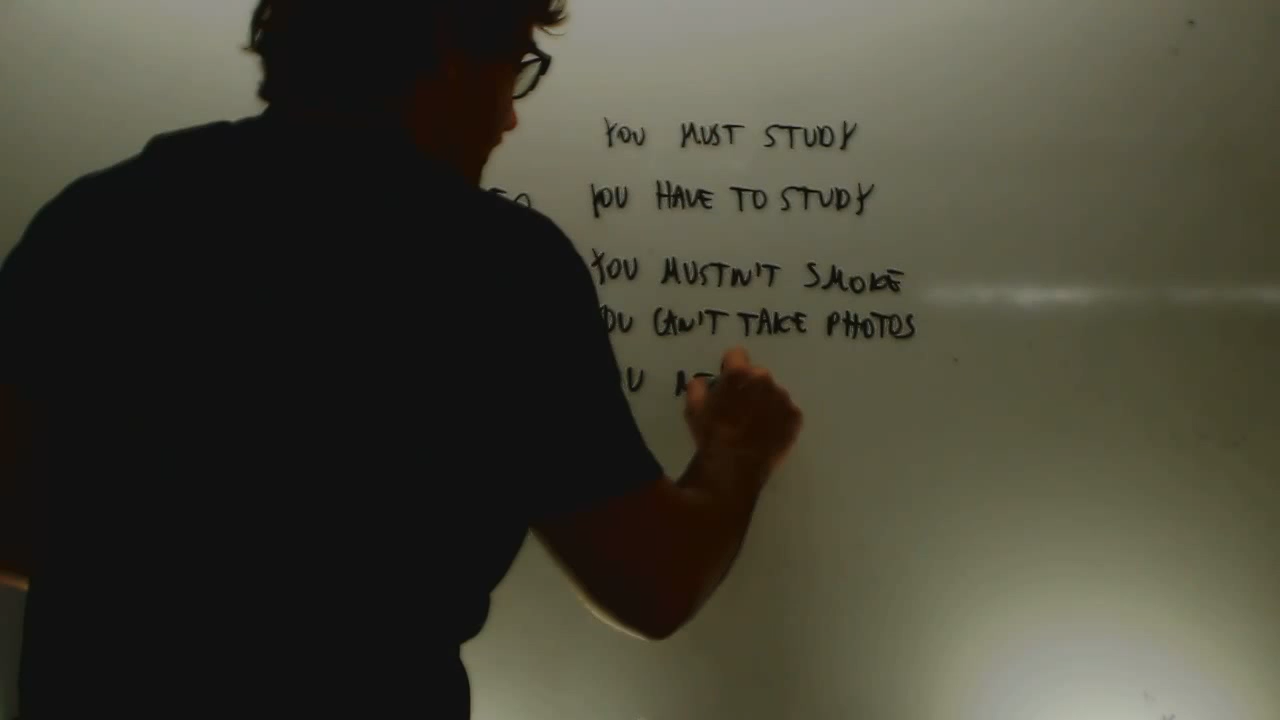 YOU MUST STUDY
YOU HAVE TO STUDY
YOU MUSTN'T SMOKE
OU CAN'T TAKE PHOTOS
U